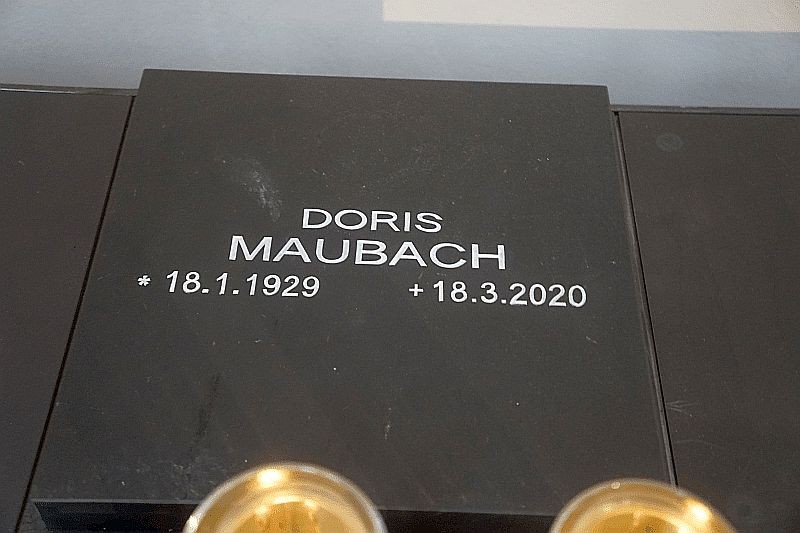 DORIS
MAUBACH
* 18.1.1929 + 18.3.2020